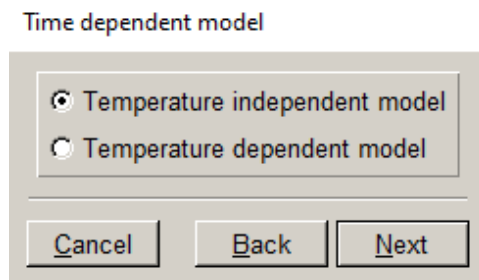 Time dependent model
Temperature independent model
Temperature dependent model
Cancel Back Next